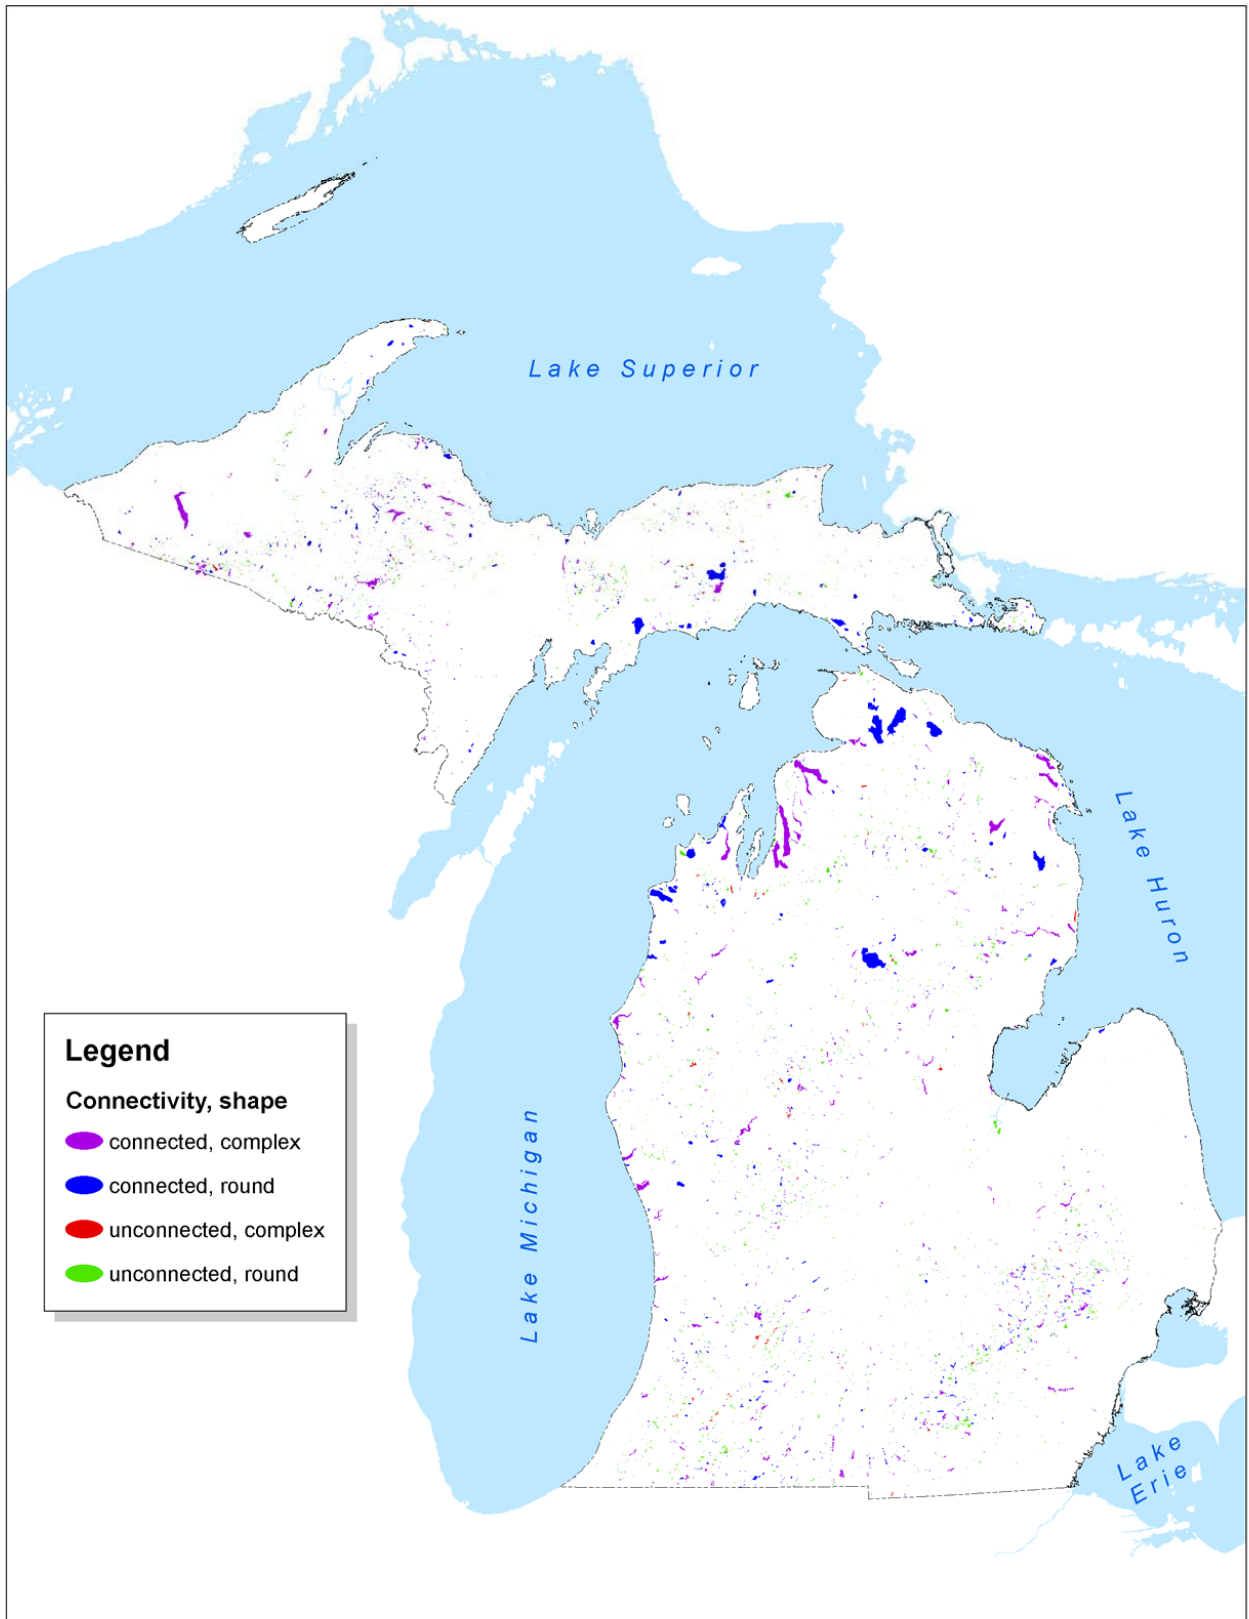 Lake Superior
Lake Huron
Legend
Connectivity, shape
connected, complex
connected, round
unconnected, complex
unconnected, round
Lake Michigan
Lake
Erie